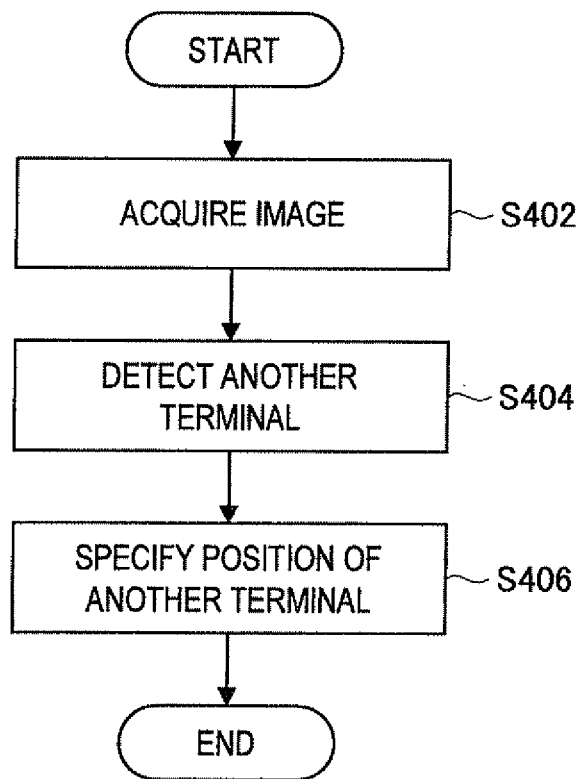 START
ACQUIRE IMAGE
S402
DETECT ANOTHER
TERMINAL
S404
SPECIFY POSITION OF
ANOTHER TERMINAL
S406
END